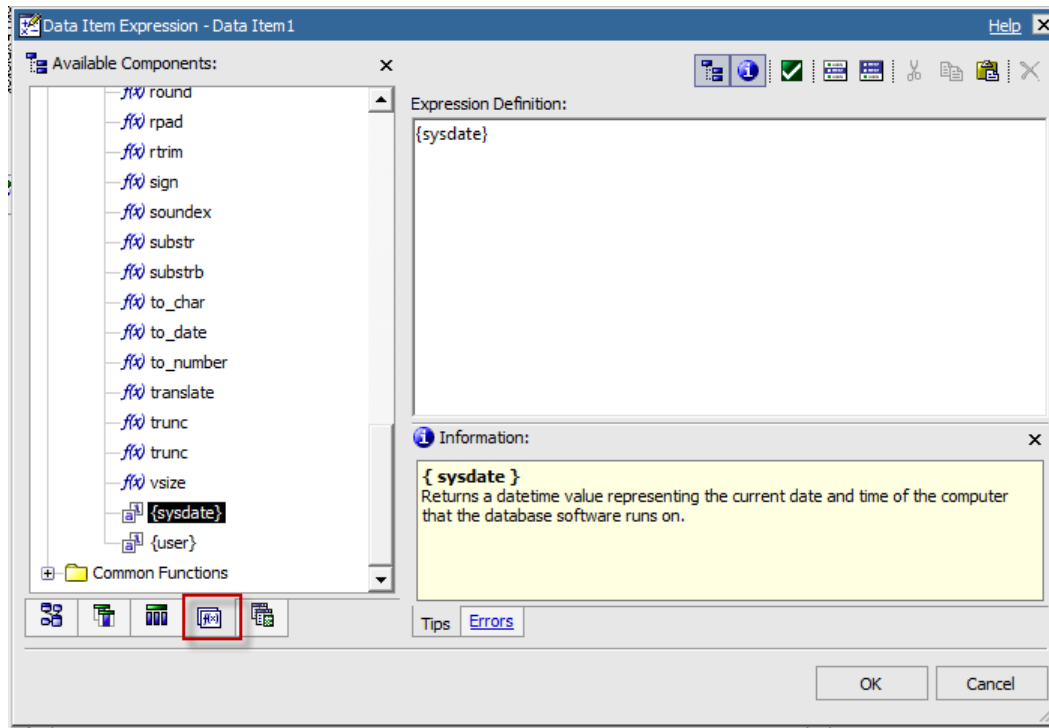 Data Item Expression - Data Item1
Help
Available Components:
f(x) round
f(x) rpad
f(x) rtrim
f(x) sign
f(x) soundex
f(x) substr
f(x) substrb
f(x) to_char
f(x) to_date
f(x) to_number
f(x) translate
f(x) trunc
f(x) trunc
f(x) vsize
{sysdate}
{user}
Common Functions
Expression Definition:
{sysdate}
Information:
{ sysdate }
Returns a datetime value representing the current date and time of the computer
that the database software runs on.
Tips
Errors
OK
Cancel